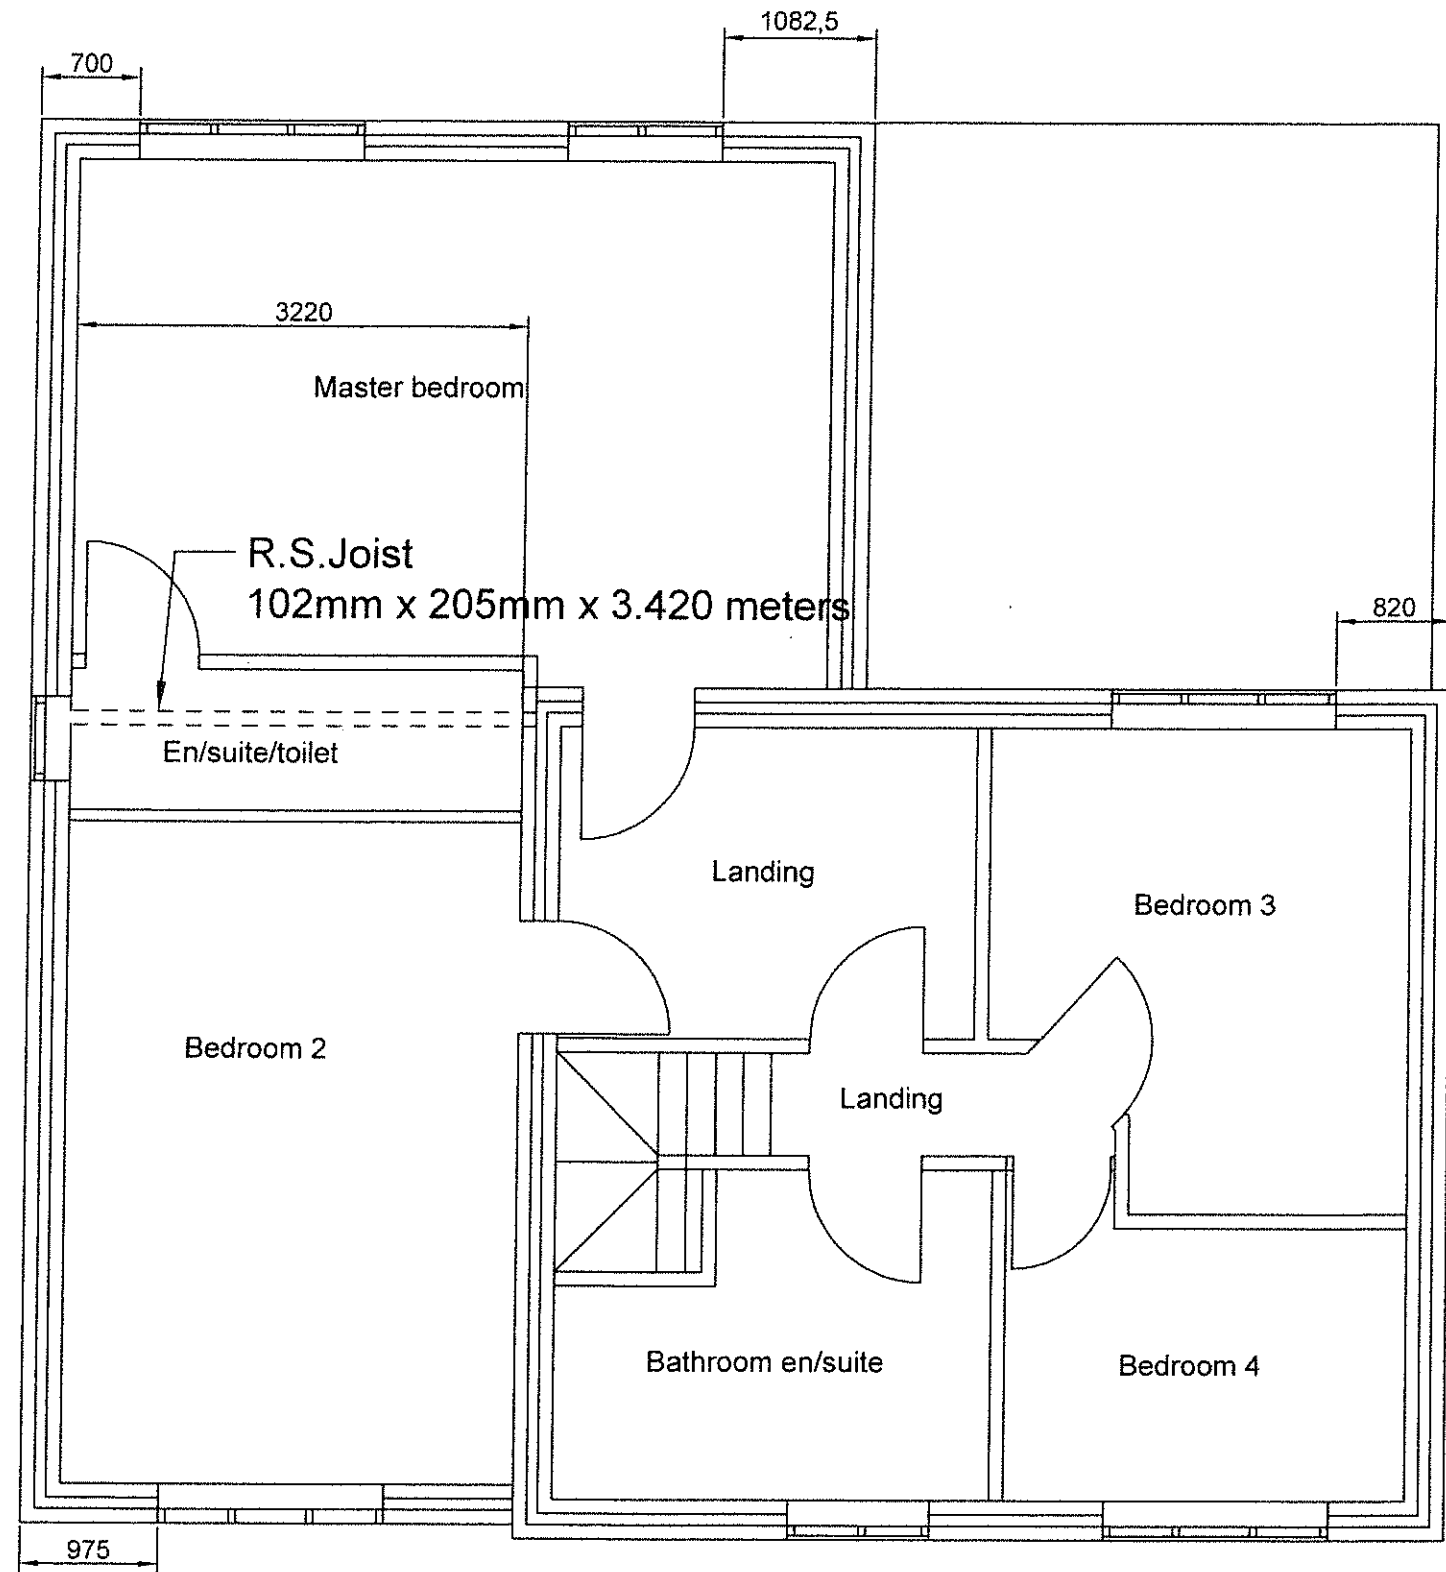 1082,5
700
3220
Master bedroom
R.S.Joist
102mm x 205mm x 3.420 meters
820
En/suite/toilet
Landing
Bedroom 3
Bedroom 2
Landing
Bathroom en/suite
Bedroom 4
975